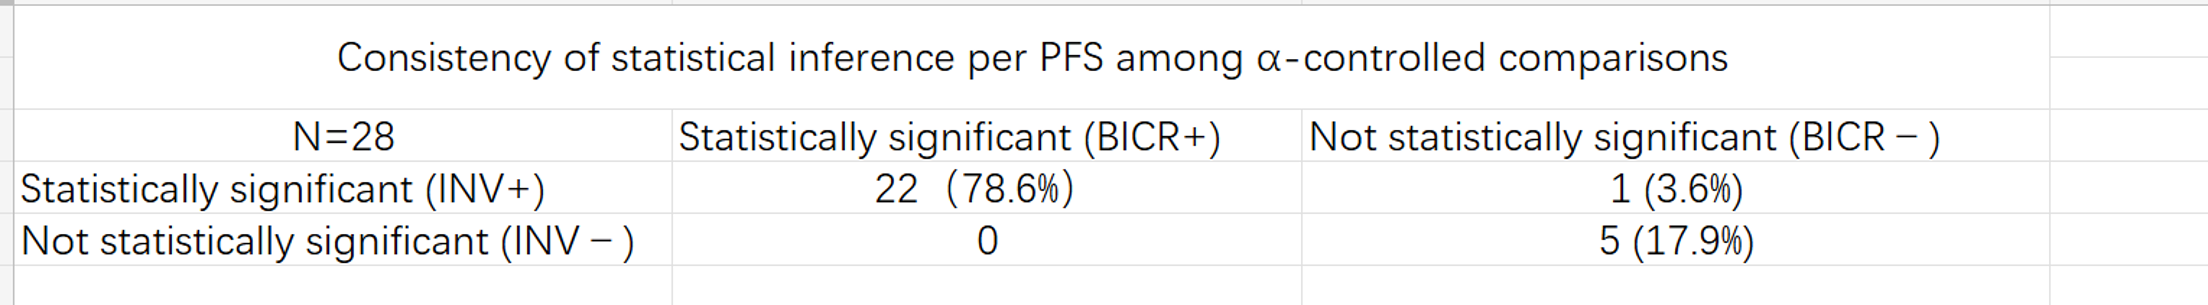 Consistency of statistical inference per PFS among α-controlled comparisons
N=28 Statistically significant (BICR+) Not statistically significant (BICR－)
Statistically significant (INV+) 22 （78.6%） 1 (3.6%)
Not statistically significant (INV－) 0 5 (17.9%)